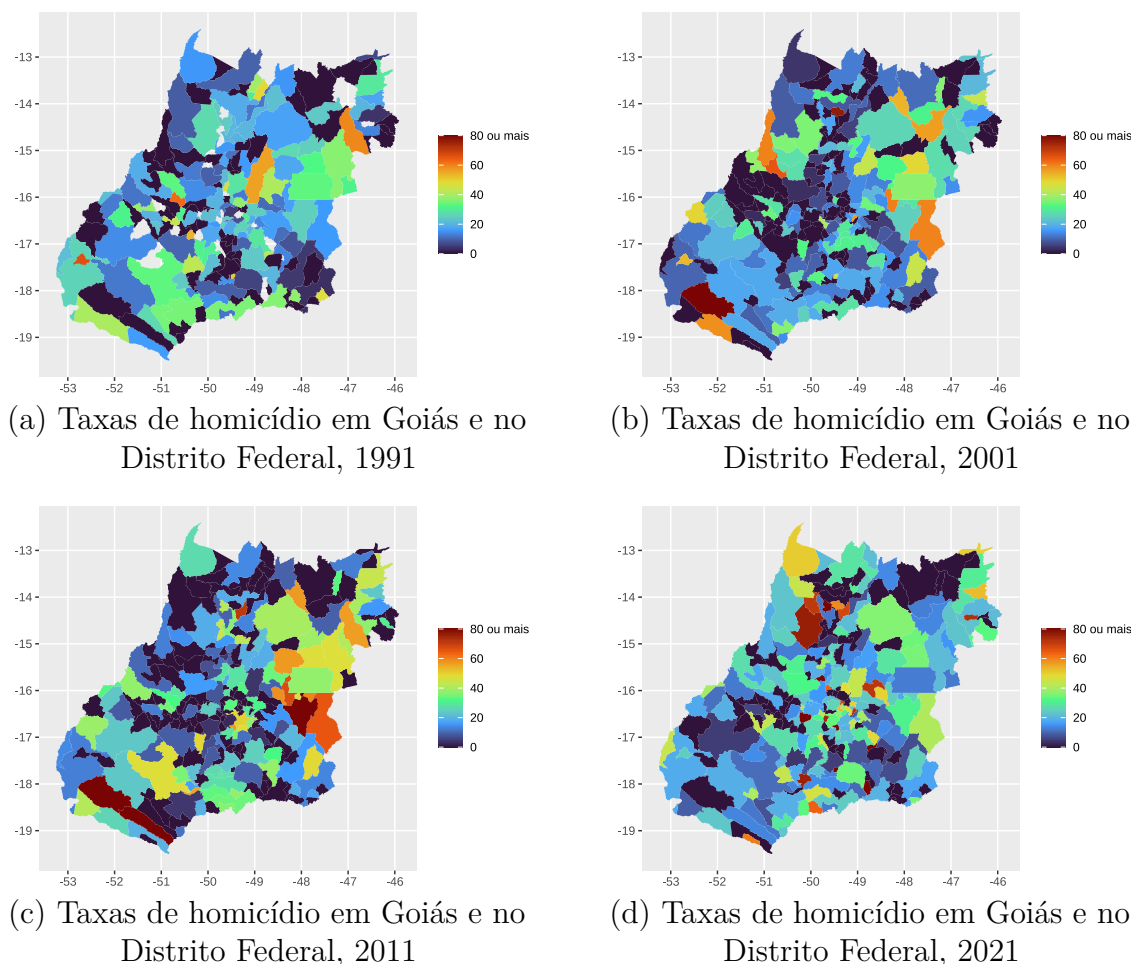 -13
-14
-15
-16
-17
-18
-19
-53 -52 -51 -50 -49 -48 -47 -46
80 ou mais
60
40
20
0
(a) Taxas de homicídio em Goiás e no
Distrito Federal, 1991
-13
-14
-15
-16
-17
-18
-19
-53 -52 -51 -50 -49 -48 -47 -46
80 ou mais
60
40
20
0
(b) Taxas de homicídio em Goiás e no
Distrito Federal, 2001
-13
-14
-15
-16
-17
-18
-19
-53 -52 -51 -50 -49 -48 -47 -46
80 ou mais
60
40
20
0
(c) Taxas de homicídio em Goiás e no
Distrito Federal, 2011
-13
-14
-15
-16
-17
-18
-19
-53 -52 -51 -50 -49 -48 -47 -46
80 ou mais
60
40
20
0
(d) Taxas de homicídio em Goiás e no
Distrito Federal, 2021